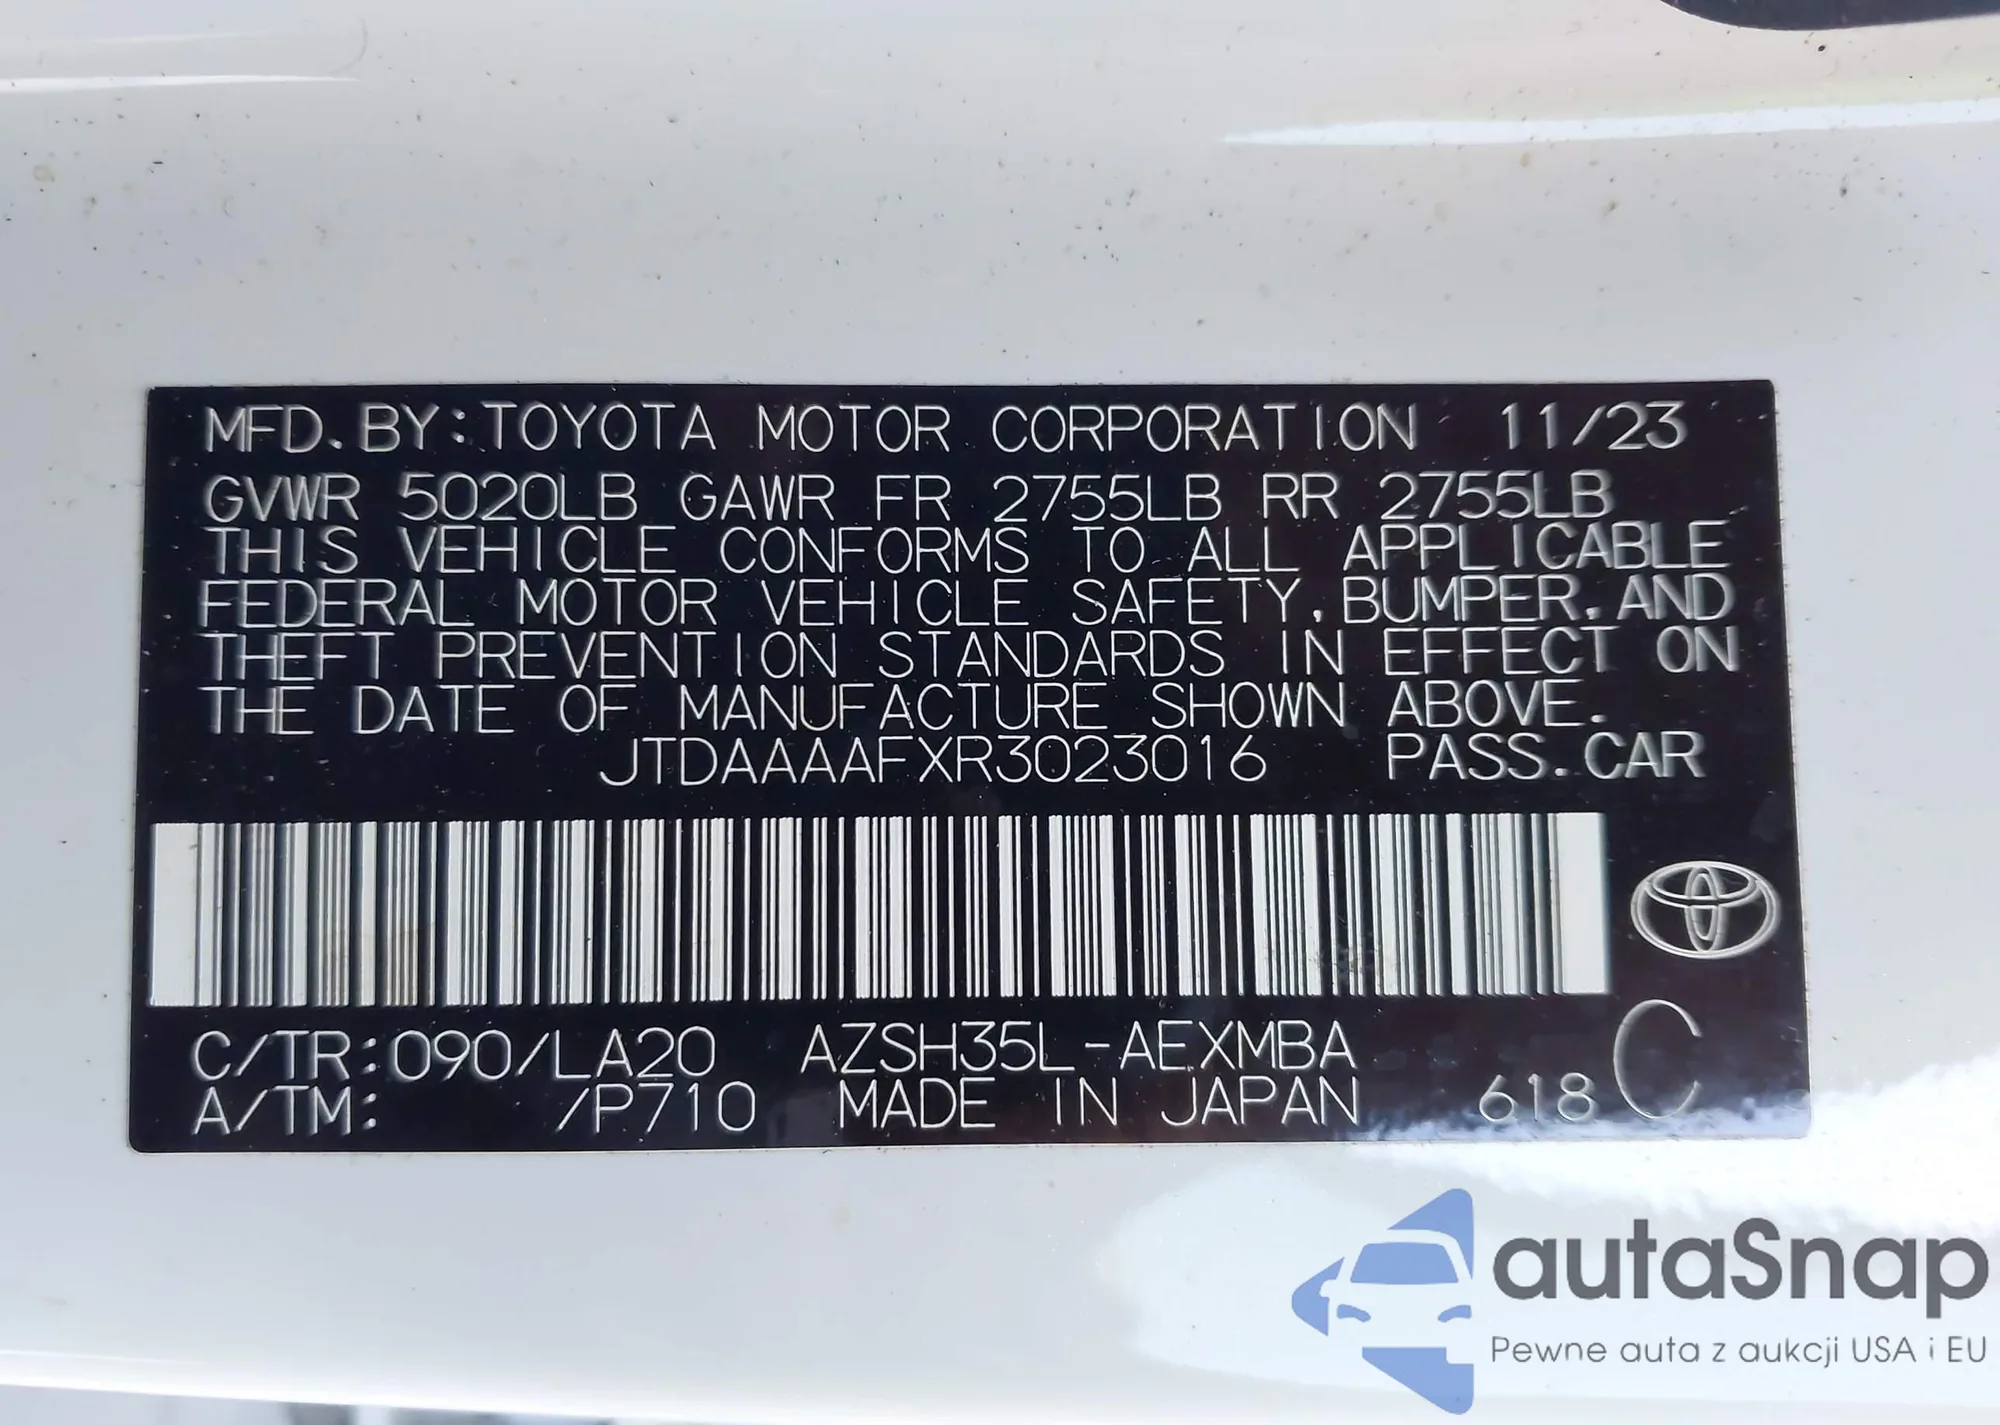 MFD. BY: TOYOTA MOTOR CORPORATION 11/23
GVWR 5020LB GAWR FR 2755LB RR 2755LB
THIS VEHICLE CONFORMS TO ALL APPLICABLE
FEDERAL MOTOR VEHICLE SAFETY, BUMPER, AND
THEFT PREVENTION STANDARDS IN EFFECT ON
THE DATE OF MANUFACTURE SHOWN ABOVE.
JTDAAAAFXR3023016 PASS. CAR
C/TR: 090/LA20 AZSH35L-AEXMBA
A/TM: /P710 MADE IN JAPAN 618 C
autaSnap
Pewne auta z aukcji USA i EU